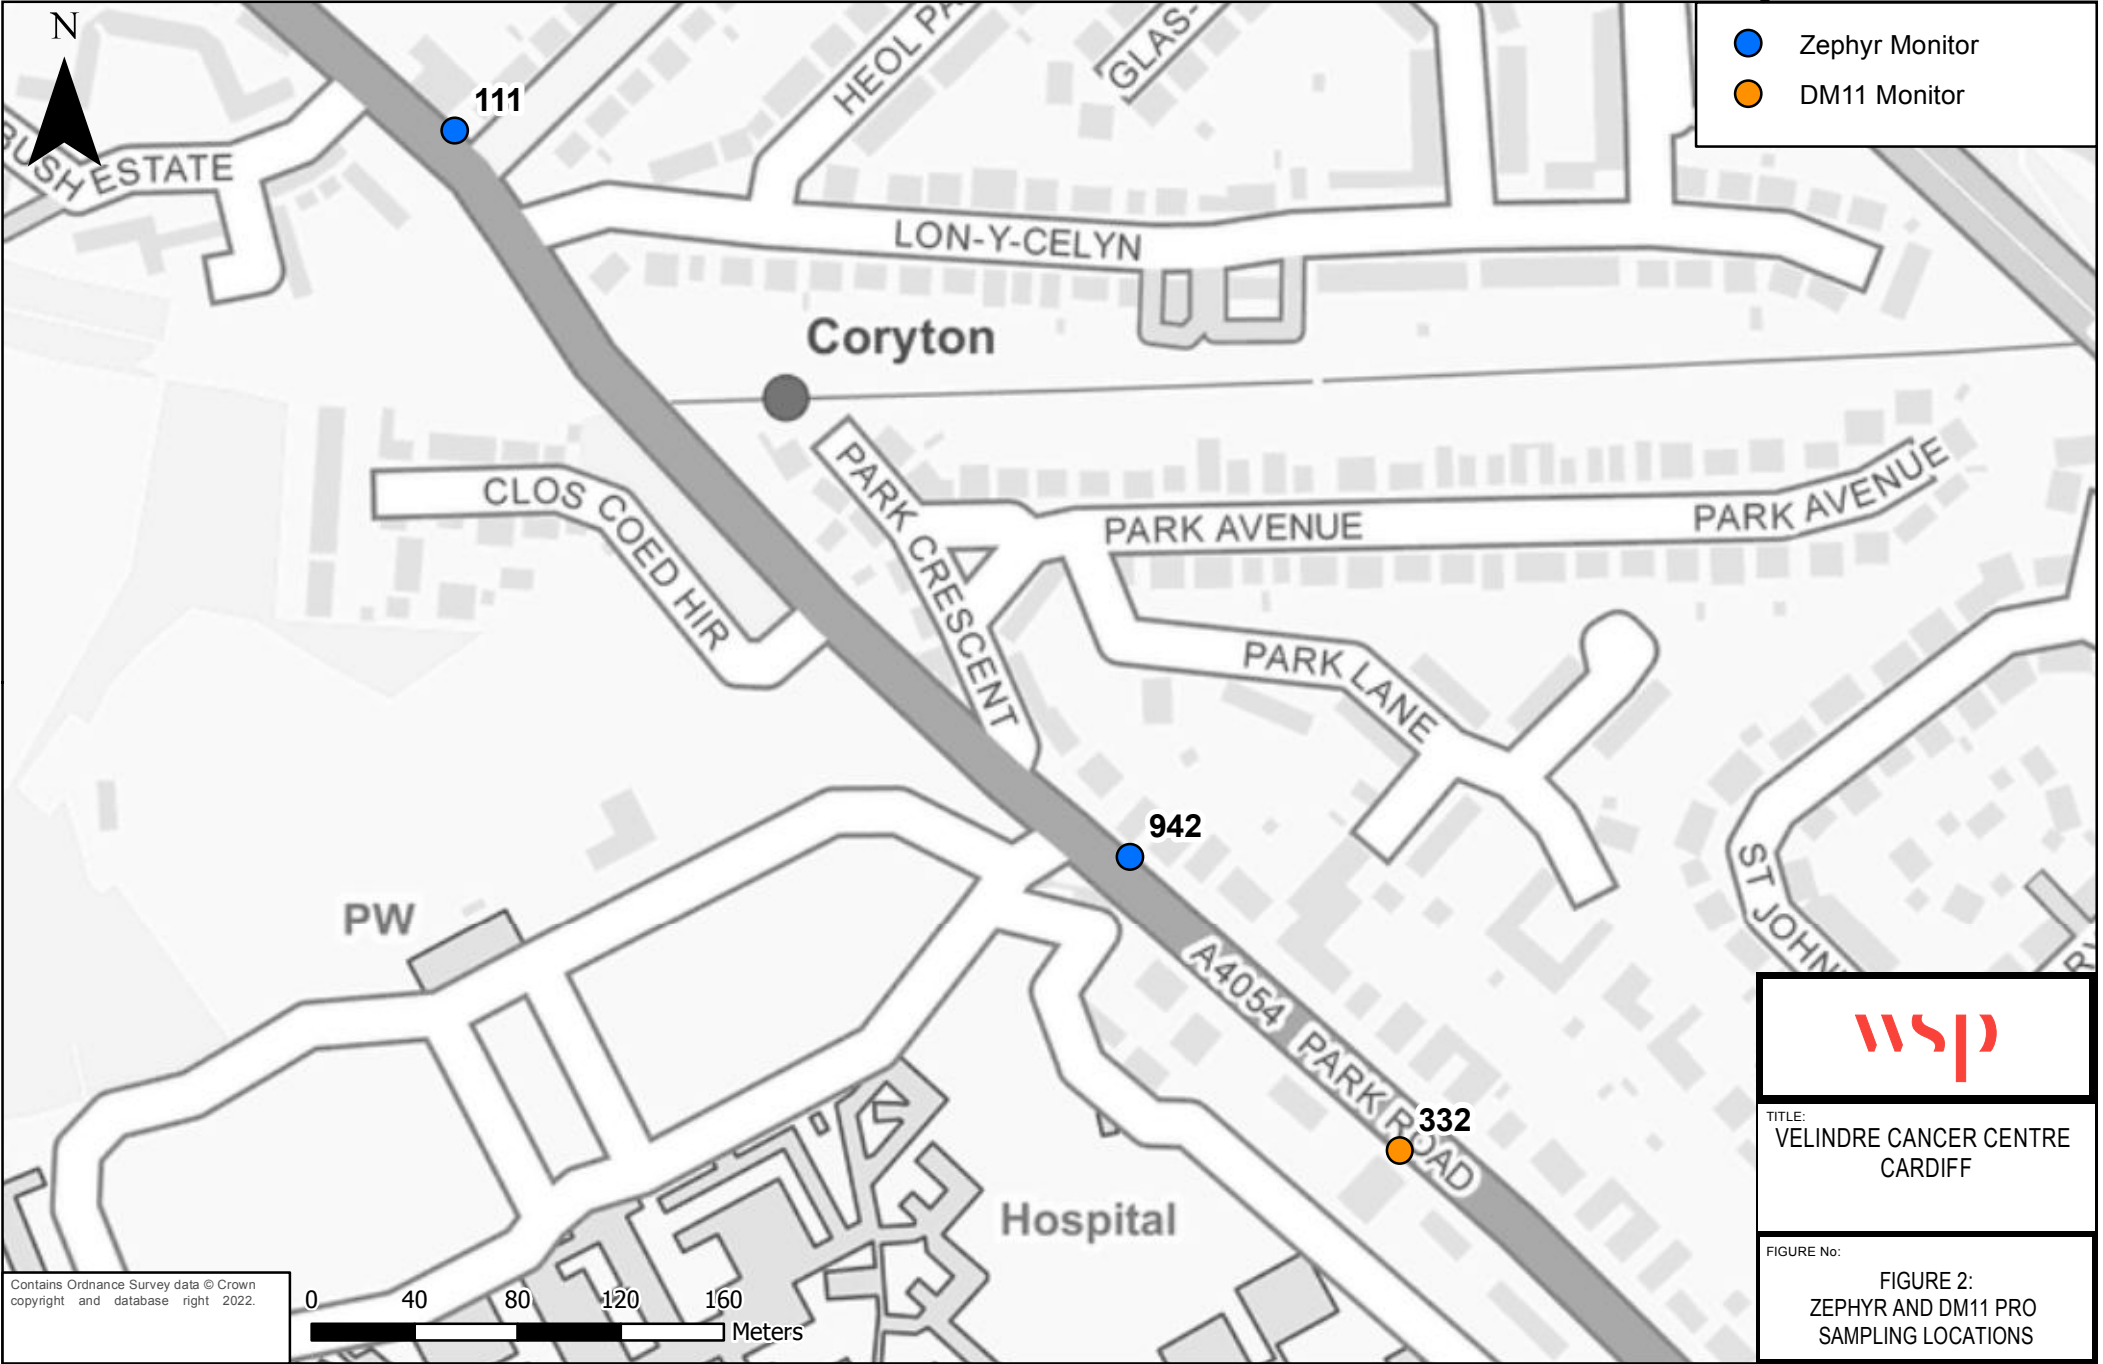 N
Zephyr Monitor
DM11 Monitor
111
HEOL
GLAS-
BUSH ESTATE
LON-Y-CELYN
Coryton
CLOS COED HIR
PARK CRESCENT
PARK AVENUE
PARK AVENUE
PARK LANE
942
ST JOHN
PW
A4054 PARK ROAD
332
Hospital
wsp
TITLE:
VELINDRE CANCER CENTRE
CARDIFF
FIGURE No:
FIGURE 2:
ZEPHYR AND DM11 PRO
SAMPLING LOCATIONS
Contains Ordnance Survey data © Crown
copyright and database right 2022.
0 40 80 120 160
Meters